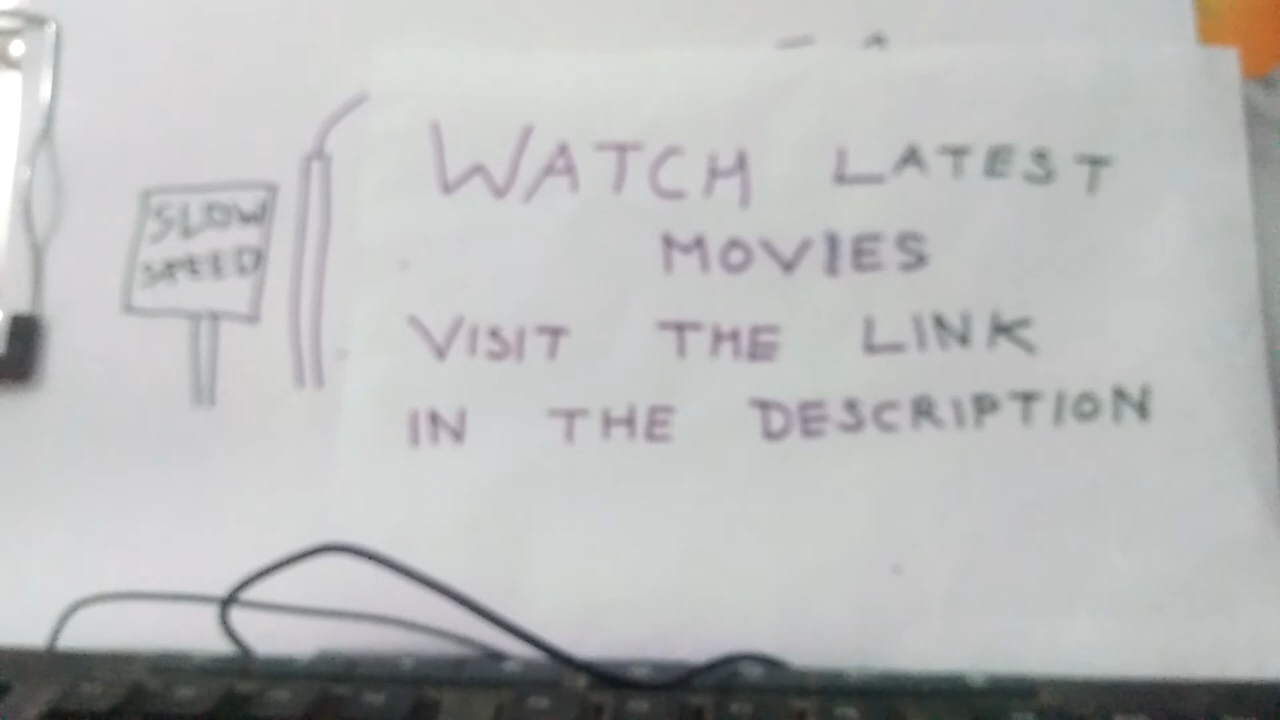 SLOW
SPEED
WATCH LATEST
MOVIES
VISIT THE LINK
IN THE DESCRIPTION